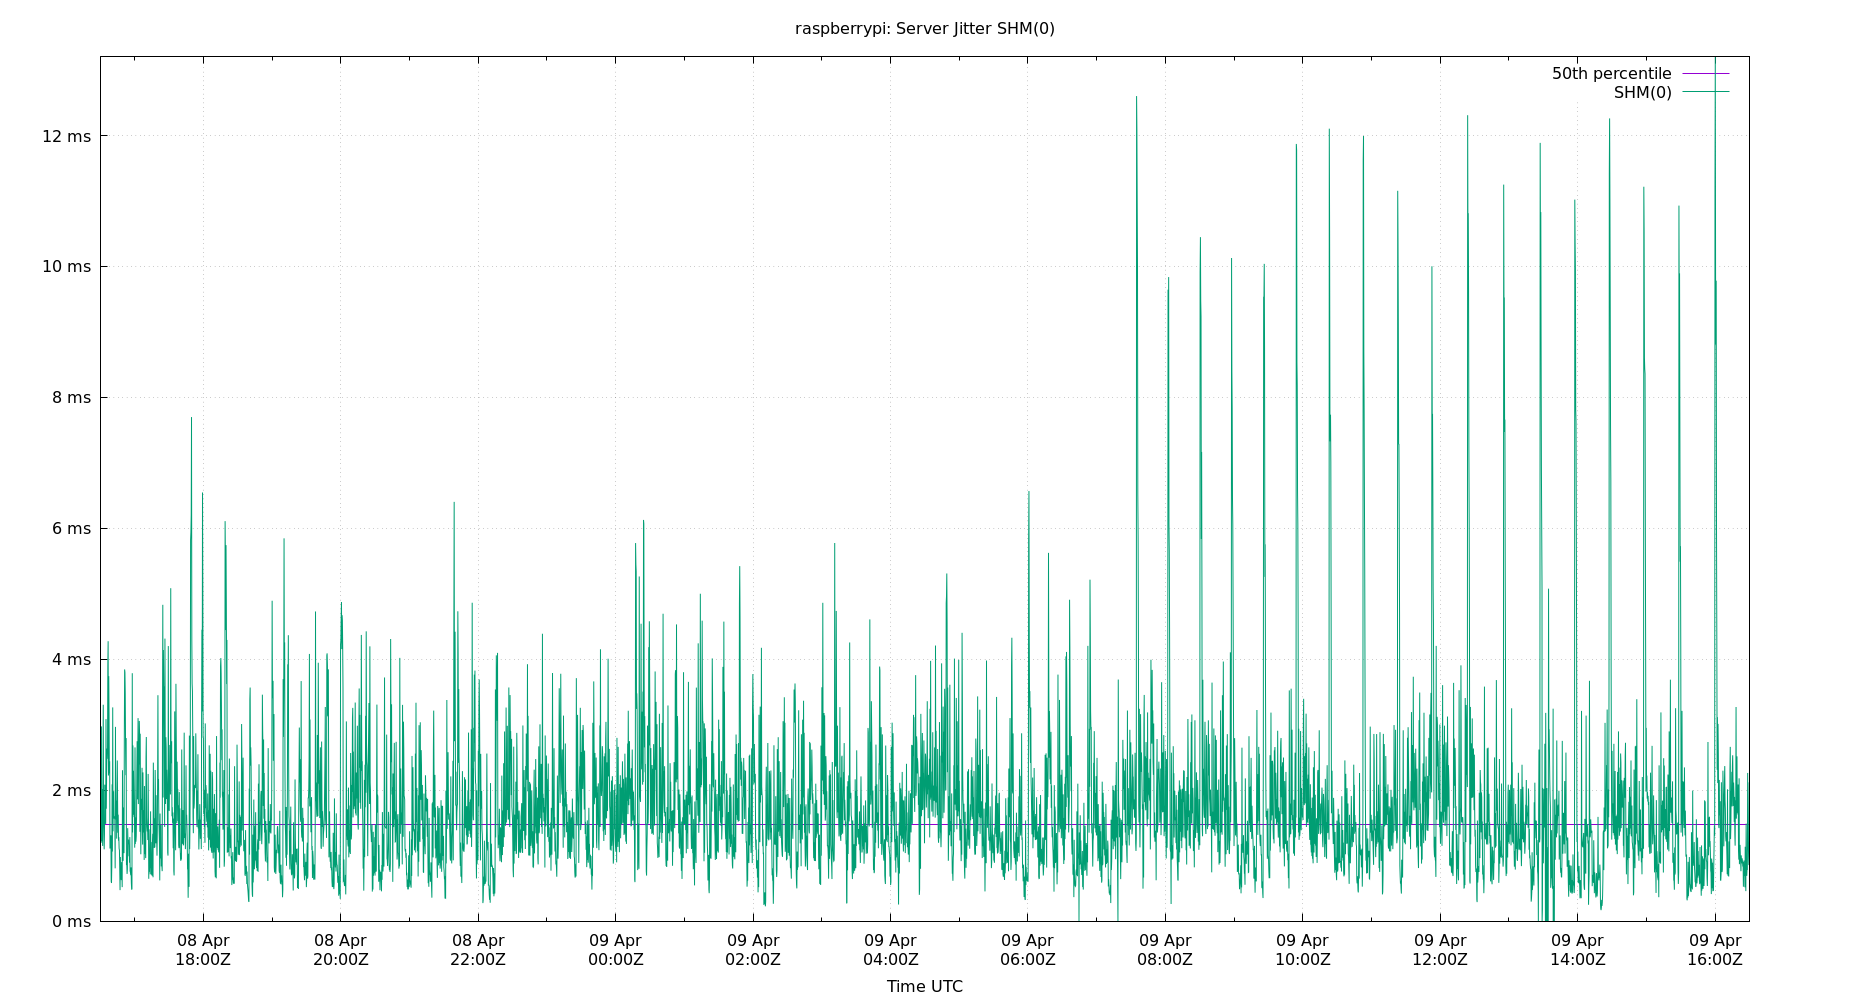 raspberrypi: Server Jitter SHM(0)
50th percentile
SHM(0)
12 ms
10 ms
8 ms
6 ms
4 ms
2 ms
0 ms
08 Apr 08 Apr 08 Apr 09 Apr 09 Apr 09 Apr 09 Apr 09 Apr 09 Apr 09 Apr 09 Apr 09 Apr
18:00Z 20:00Z 22:00Z 00:00Z 02:00Z 04:00Z 06:00Z 08:00Z 10:00Z 12:00Z 14:00Z 16:00Z
Time UTC